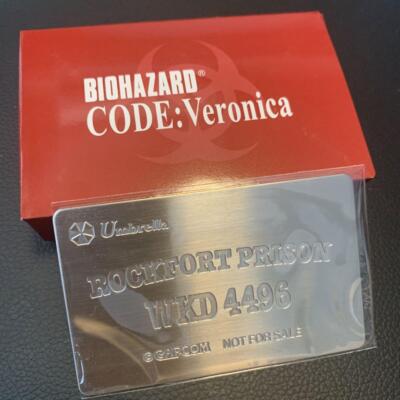 BIOHAZARD®
CODE:Veronica
Umbrella
ROCKFORT PRISON
WKD 4496
©CAPCOM NOT FOR SALE